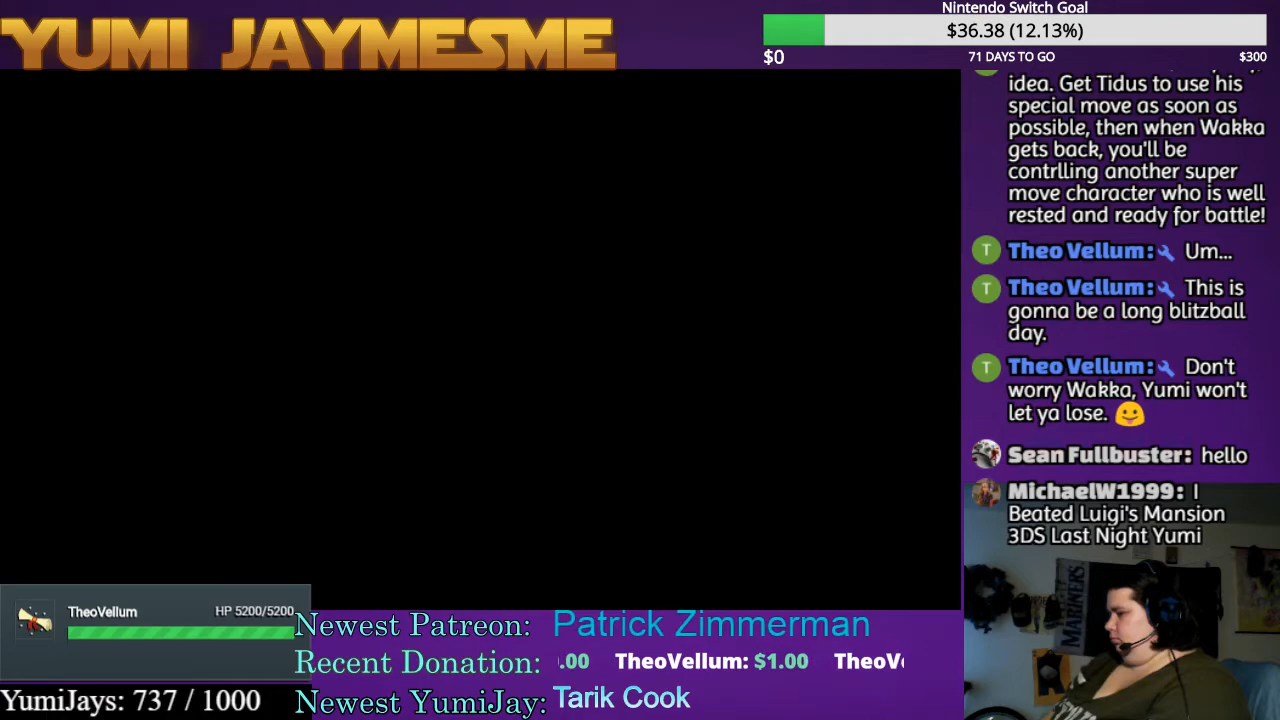 YUMI JAYMESME
Nintendo Switch Goal
$36.38 (12.13%)
$0
71 DAYS TO GO
$300
idea. Get Tidus to use his
special move as soon as
possible, then when Wakka
gets back, you'll be
contrlling another super
move character who is well
rested and ready for battle!
Theo Vellum: Um...
Theo Vellum: This is
gonna be a long blitzball
day.
Theo Vellum: Don't
worry Wakka, Yumi won't
let ya lose.
Sean Fullbuster: hello
MichaelW1999: I
Beated Luigi's Mansion
3DS Last Night Yumi
MARINERS
TheoVellum
HP 5200/5200
Newest Patreon: Patrick Zimmerman
Recent Donation: .00 TheoVellum: $1.00 TheoV
YumiJays: 737 / 1000
Newest YumiJay: Tarik Cook